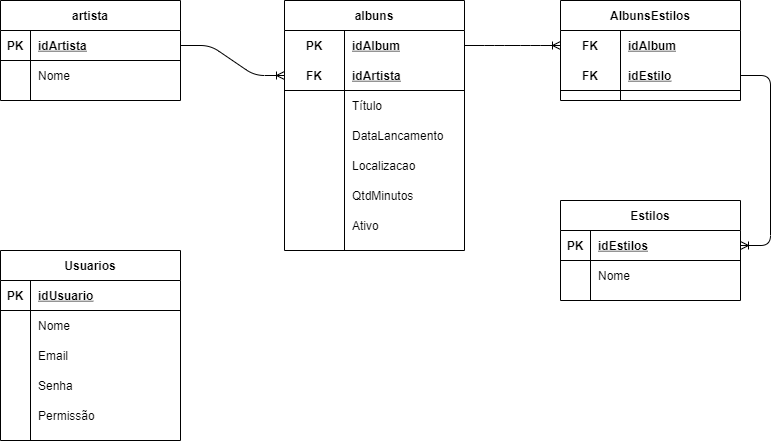 artista
PK idArtista
Nome
albuns
PK idAlbum
FK idArtista
Título
DataLancamento
Localizacao
QtdMinutos
Ativo
AlbunsEstilos
FK idAlbum
FK idEstilo
Estilos
PK idEstilos
Nome
Usuarios
PK idUsuario
Nome
Email
Senha
Permissão